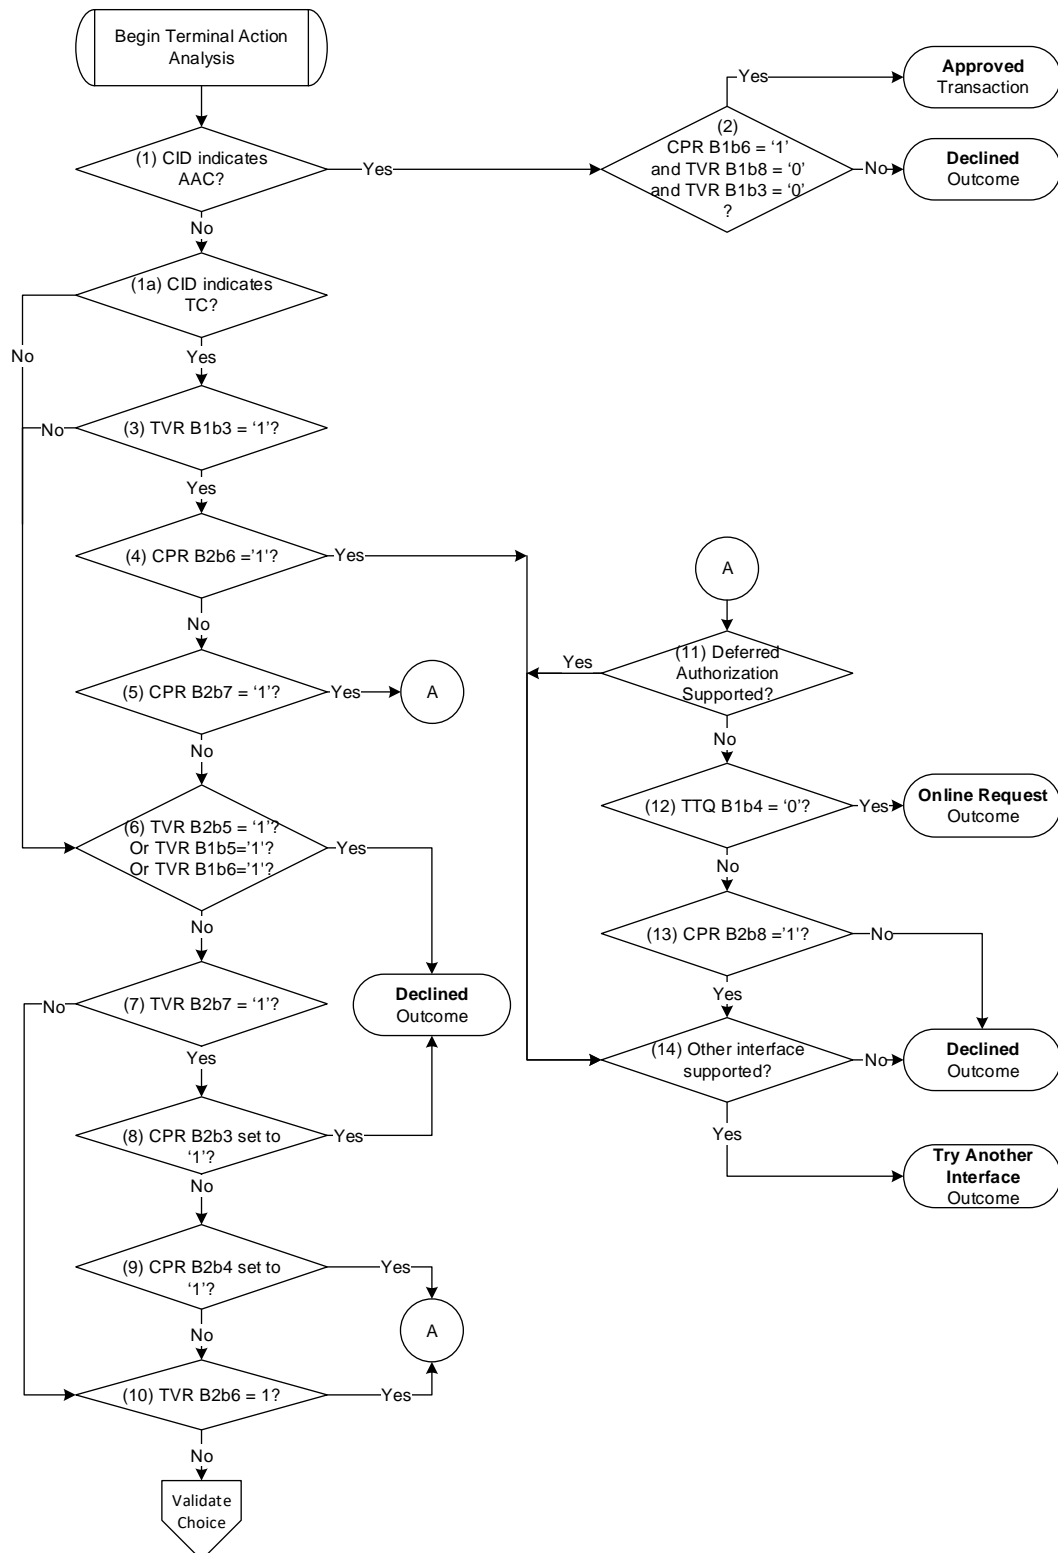 Begin Terminal Action
Analysis
(1) CID indicates
AAC?
Yes
(2)
CPR B1b6 = ‘1’
and TVR B1b8 = ‘0’
and TVR B1b3 = ‘0’
?
Yes
Approved
Transaction
No
Declined
Outcome
No
(1a) CID indicates
TC?
No
Yes
(3) TVR B1b3 = ‘1’?
No
Yes
(4) CPR B2b6 =’1’?
Yes
No
(5) CPR B2b7 = ‘1’?
Yes
A
No
(6) TVR B2b5 = ‘1’?
Or TVR B1b5=’1’?
Or TVR B1b6=’1’?
Yes
No
(7) TVR B2b7 = ‘1’?
No
Declined
Outcome
Yes
(8) CPR B2b3 set to
‘1’?
Yes
No
(9) CPR B2b4 set to
‘1’?
Yes
A
No
(10) TVR B2b6 = 1?
Yes
No
Validate
Choice
A
(11) Deferred
Authorization
Supported?
Yes
No
(12) TTQ B1b4 = ‘0’?
Yes
Online Request
Outcome
No
(13) CPR B2b8 =’1’?
No
Yes
(14) Other interface
supported?
No
Declined
Outcome
Yes
Try Another
Interface
Outcome